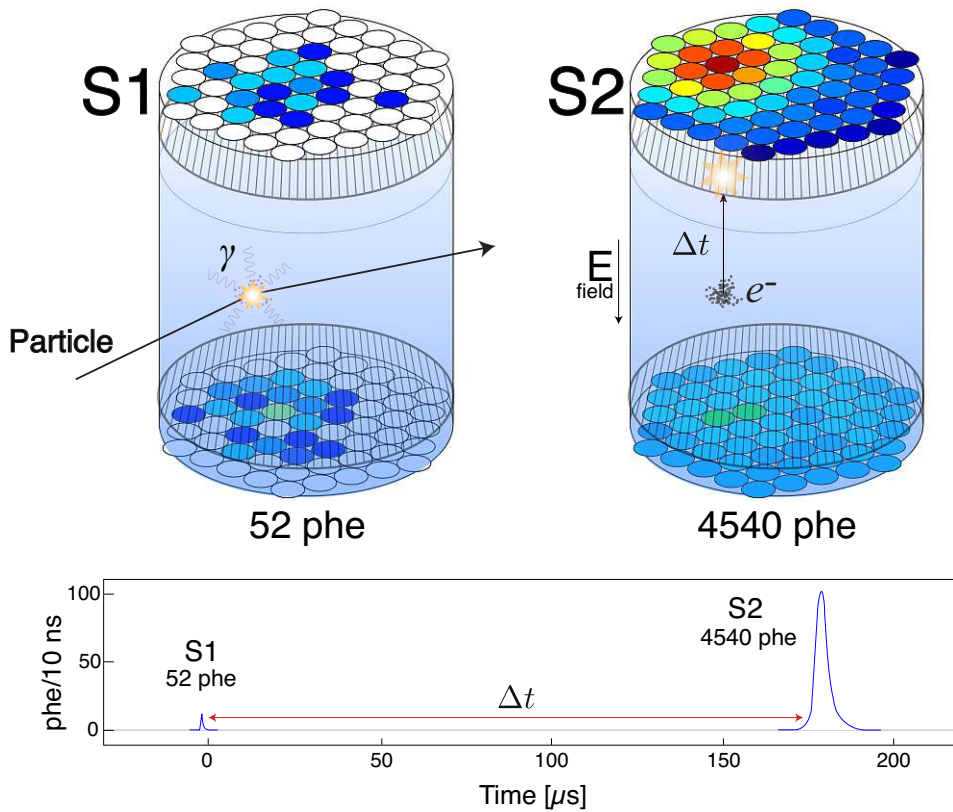 S1
S2
γ
Particle
E
field
Δt
e-
52 phe
4540 phe
phe/10 ns
100
50
0
S1
52 phe
Δt
S2
4540 phe
0
50
100
150
200
Time [μs]